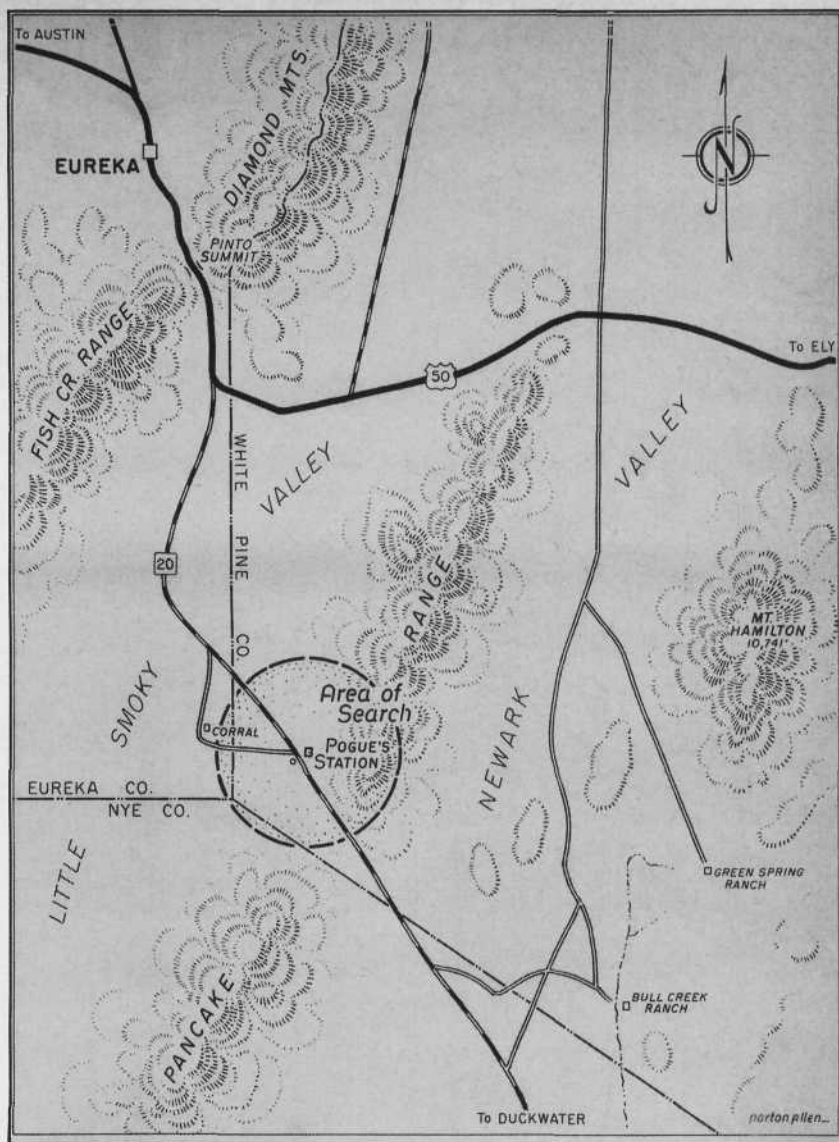 To AUSTIN
EUREKA
DIAMOND MTS.
PINTO
SUMMIT
N
FISH CR. RANGE
50
To ELY
WHITE PINE CO.
VALLEY
VALLEY
20
RANGE
MT.
HAMILTON
10,741'
Area of
Search
SMOKY
CORRAL
POGUE'S
STATION
NEWARK
EUREKA CO.
NYE CO.
LITTLE
GREEN SPRING
RANCH
PANCAKE
BULL CREEK
RANCH
To DUCKWATER
norton allen